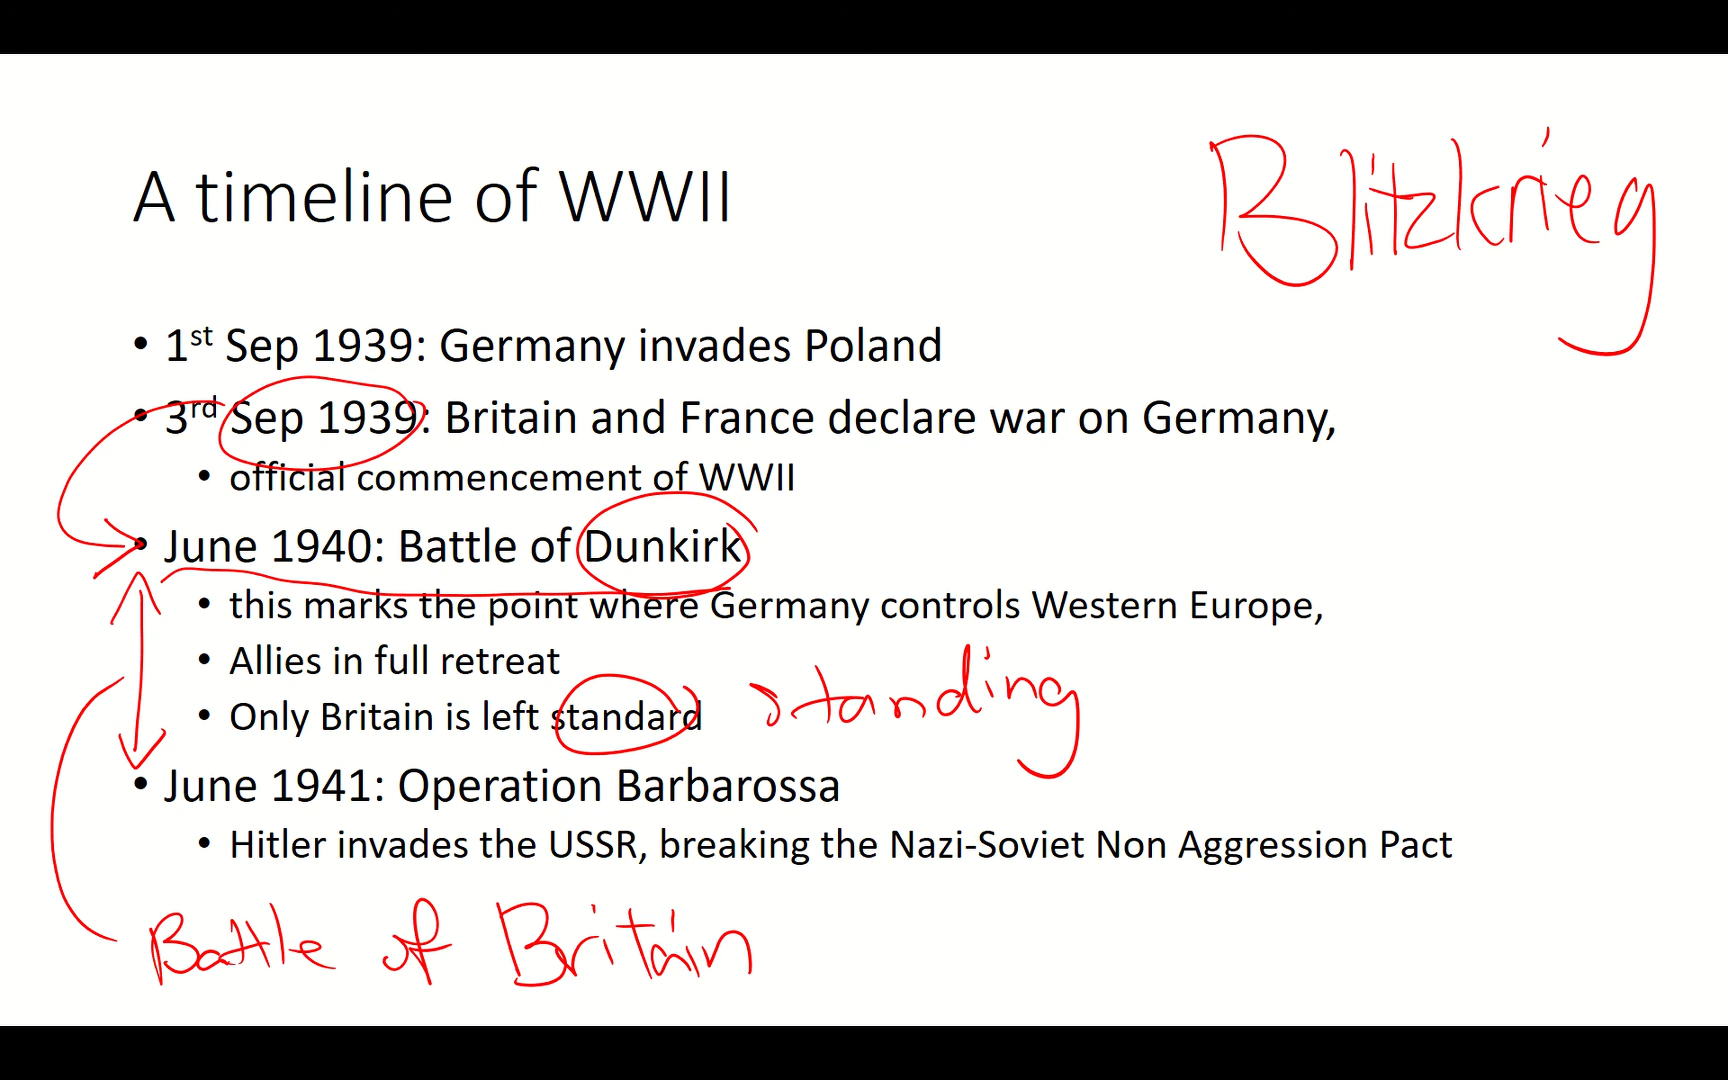 Blitzkrieg
A timeline of WWII
• 1st Sep 1939: Germany invades Poland
• 3rd Sep 1939: Britain and France declare war on Germany,
• official commencement of WWII
• June 1940: Battle of Dunkirk
• this marks the point where Germany controls Western Europe,
• Allies in full retreat
• Only Britain is left standard standing
• June 1941: Operation Barbarossa
• Hitler invades the USSR, breaking the Nazi-Soviet Non Aggression Pact
Battle of Britain